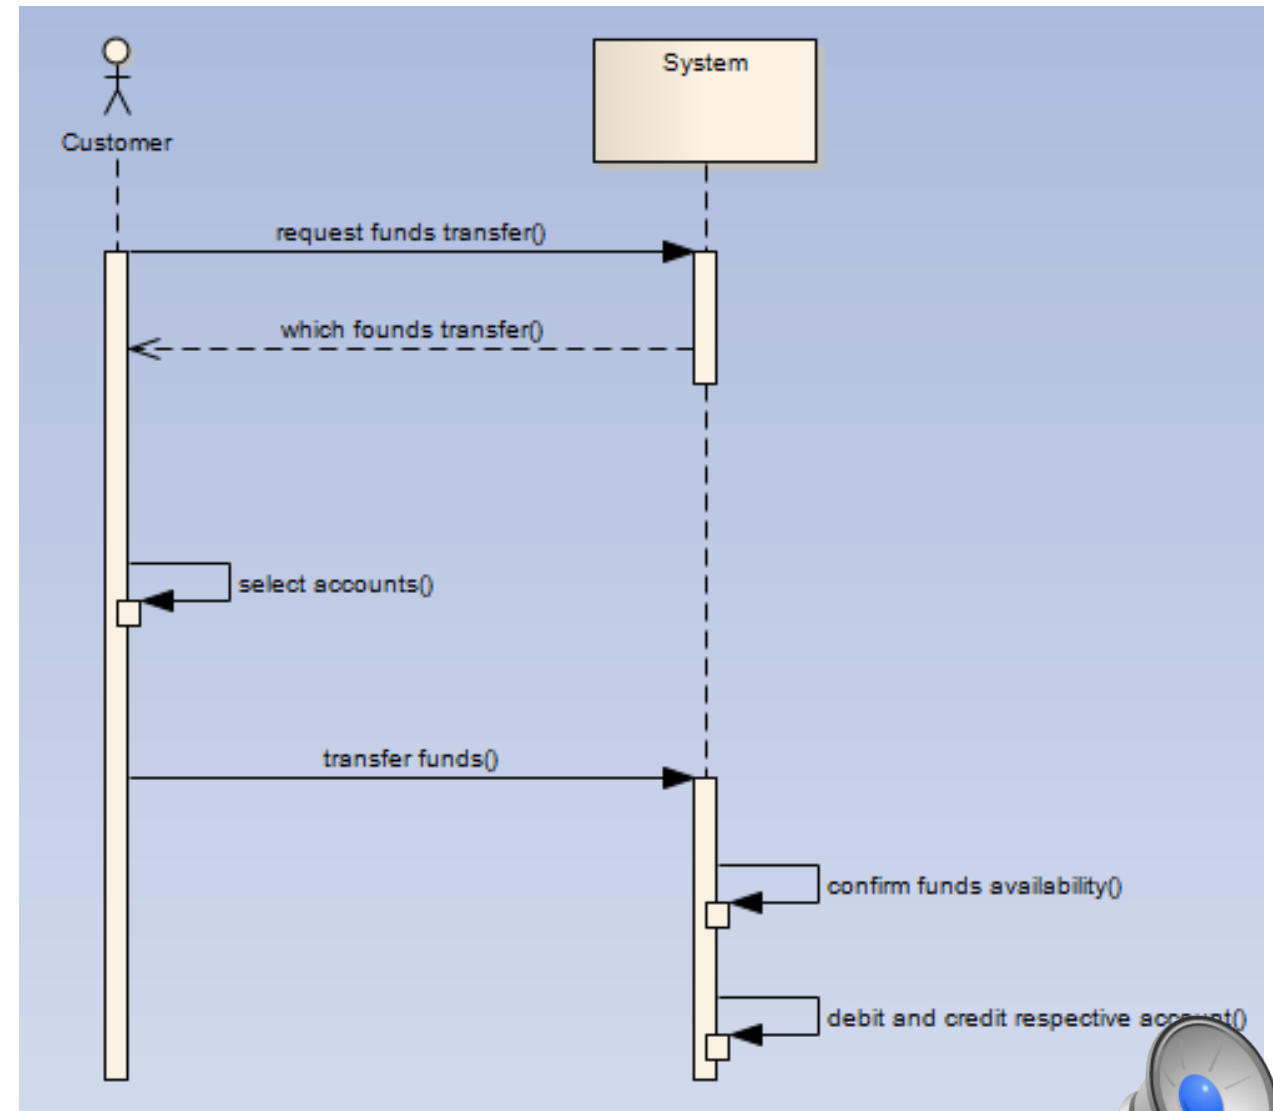 System
Customer
request funds transfer()
which founds transfer()
select accounts()
transfer funds()
confirm funds availability()
debit and credit respective account()